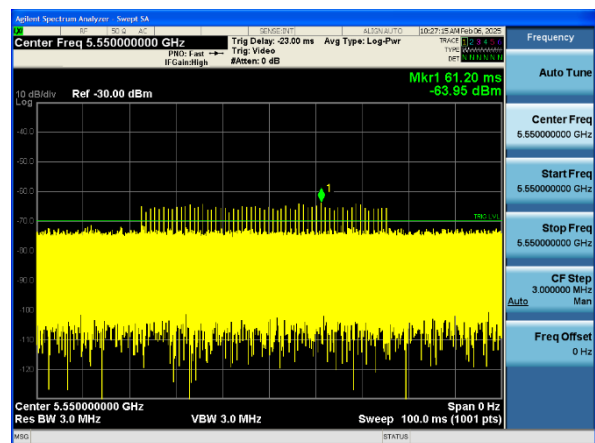 Agilent Spectrum Analyzer - Swept SA
RF 50 Ω AC SENSE:INT ALIGN AUTO 10:27:15 AM Feb 06, 2025
Center Freq 5.550000000 GHz
PNO: Fast
IFGain:High
Trig Delay: -23.00 ms
Trig: Video
#Atten: 0 dB
Avg Type: Log-Pwr
TRACE 1 2 3 4 5 6
TYPE
DET N N N N N N
Mkr1 61.20 ms
-63.95 dBm
10 dB/div Ref -30.00 dBm
Log
-40.0
-50.0
-60.0
-70.0
-80.0
-90.0
-100
-110
-120
1
TRIG LVL
Center 5.550000000 GHz Span 0 Hz
Res BW 3.0 MHz VBW 3.0 MHz Sweep 100.0 ms (1001 pts)
MSG STATUS
Frequency
Auto Tune
Center Freq
5.550000000 GHz
Start Freq
5.550000000 GHz
Stop Freq
5.550000000 GHz
CF Step
3.000000 MHz
Auto Man
Freq Offset
0 Hz